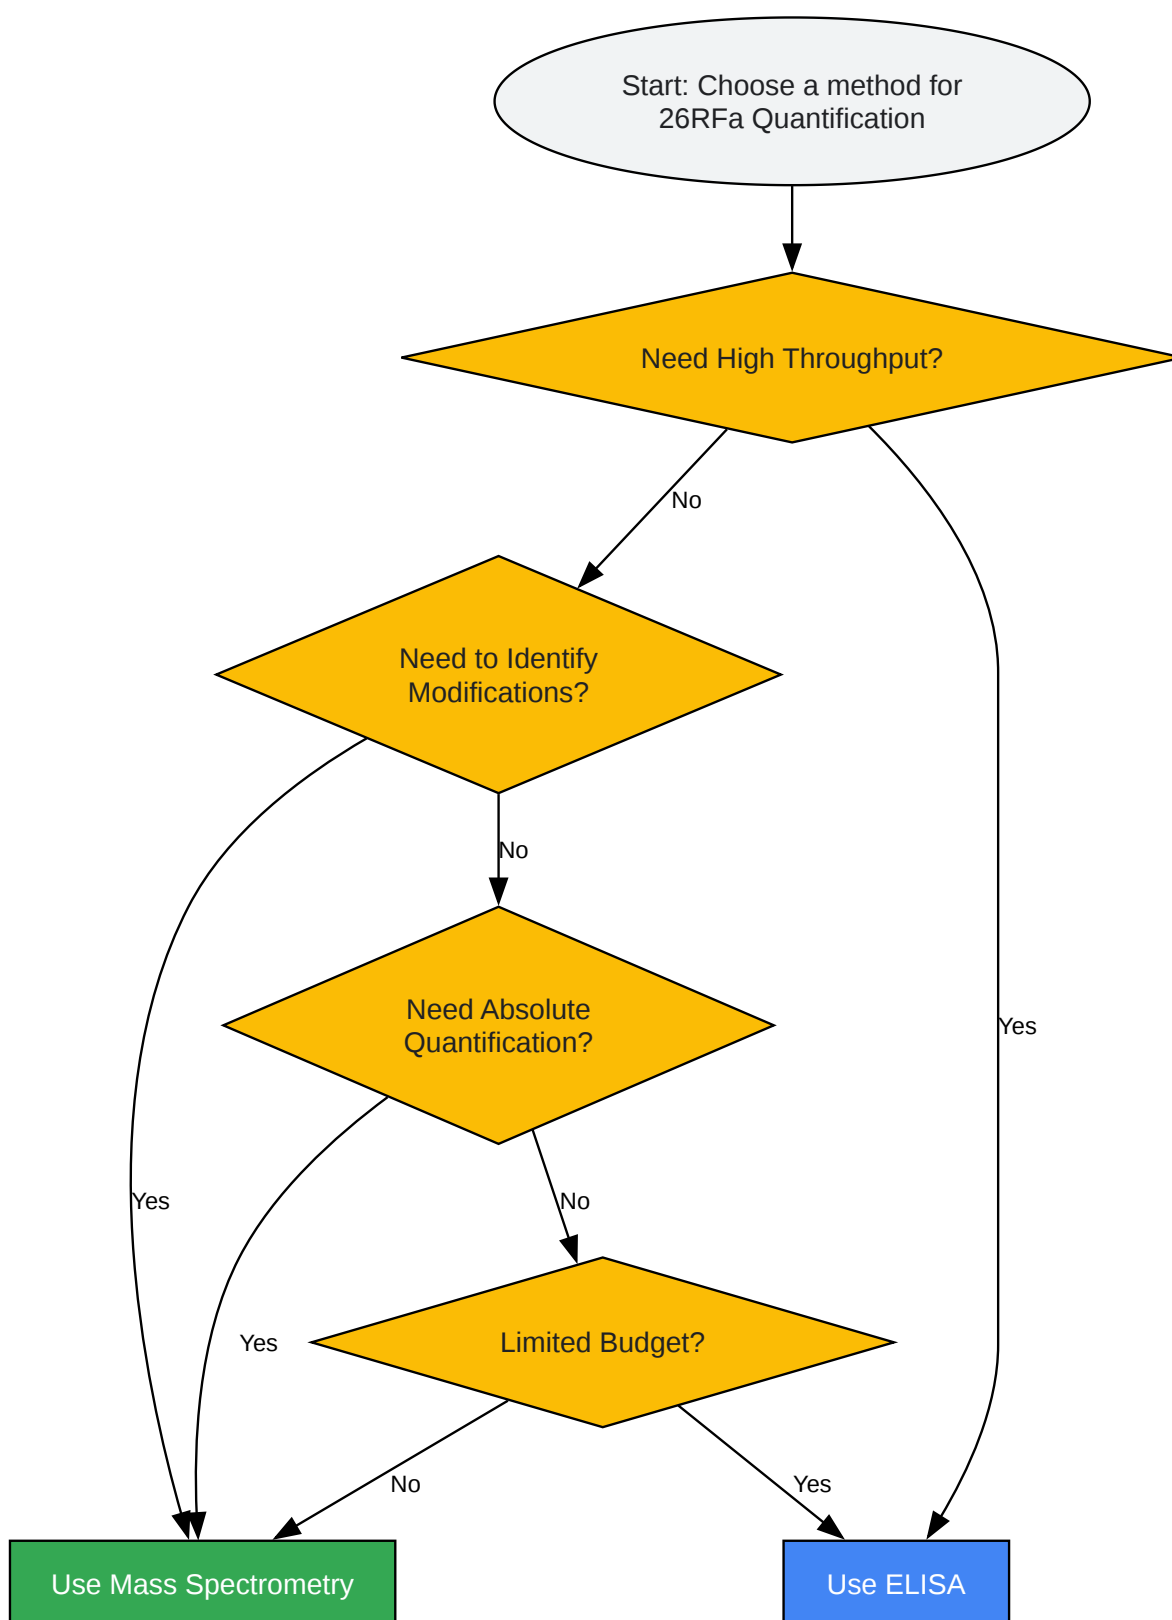 Start: Choose a method for
26RFa Quantification
Need High Throughput?
No
Need to Identify
Modifications?
No
Need Absolute
Quantification?
Yes
Yes
No
Limited Budget?
Yes
No
Yes
Use Mass Spectrometry
Use ELISA